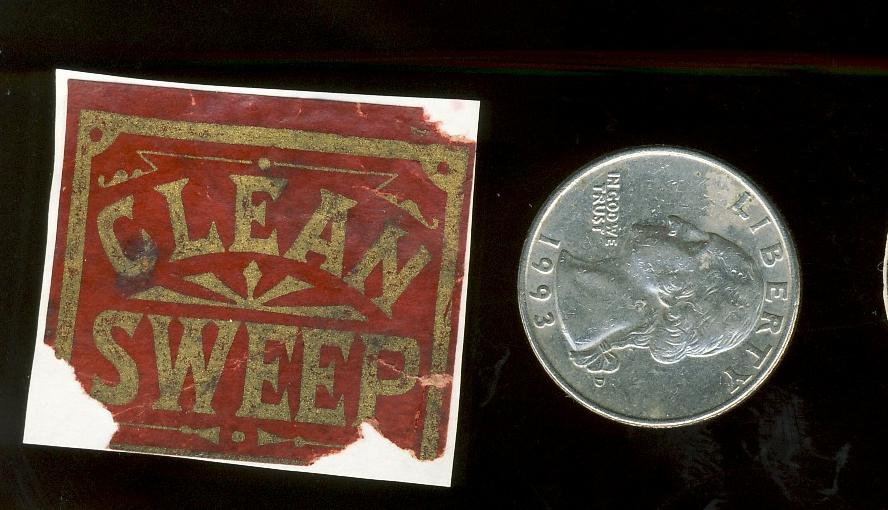 CLEAN
SWEEP
LIBERTY
IN GOD WE
TRUST
D
1993